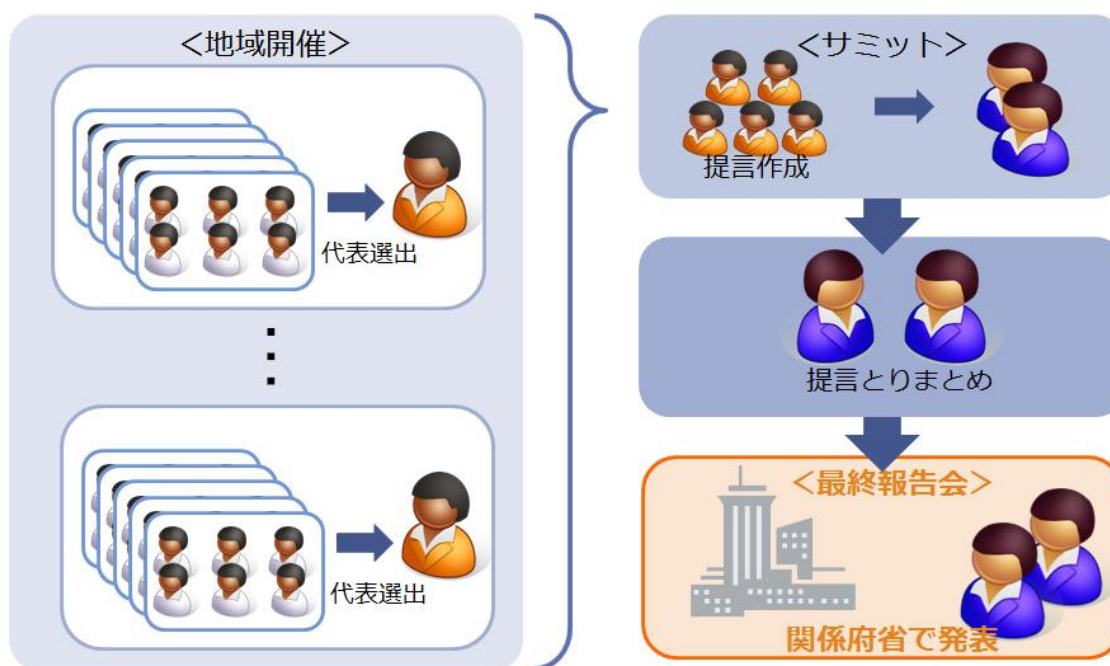 <地域開催>
代表選出
代表選出
<サミット>
提言作成
提言とりまとめ
<最終報告会>
関係府省で発表